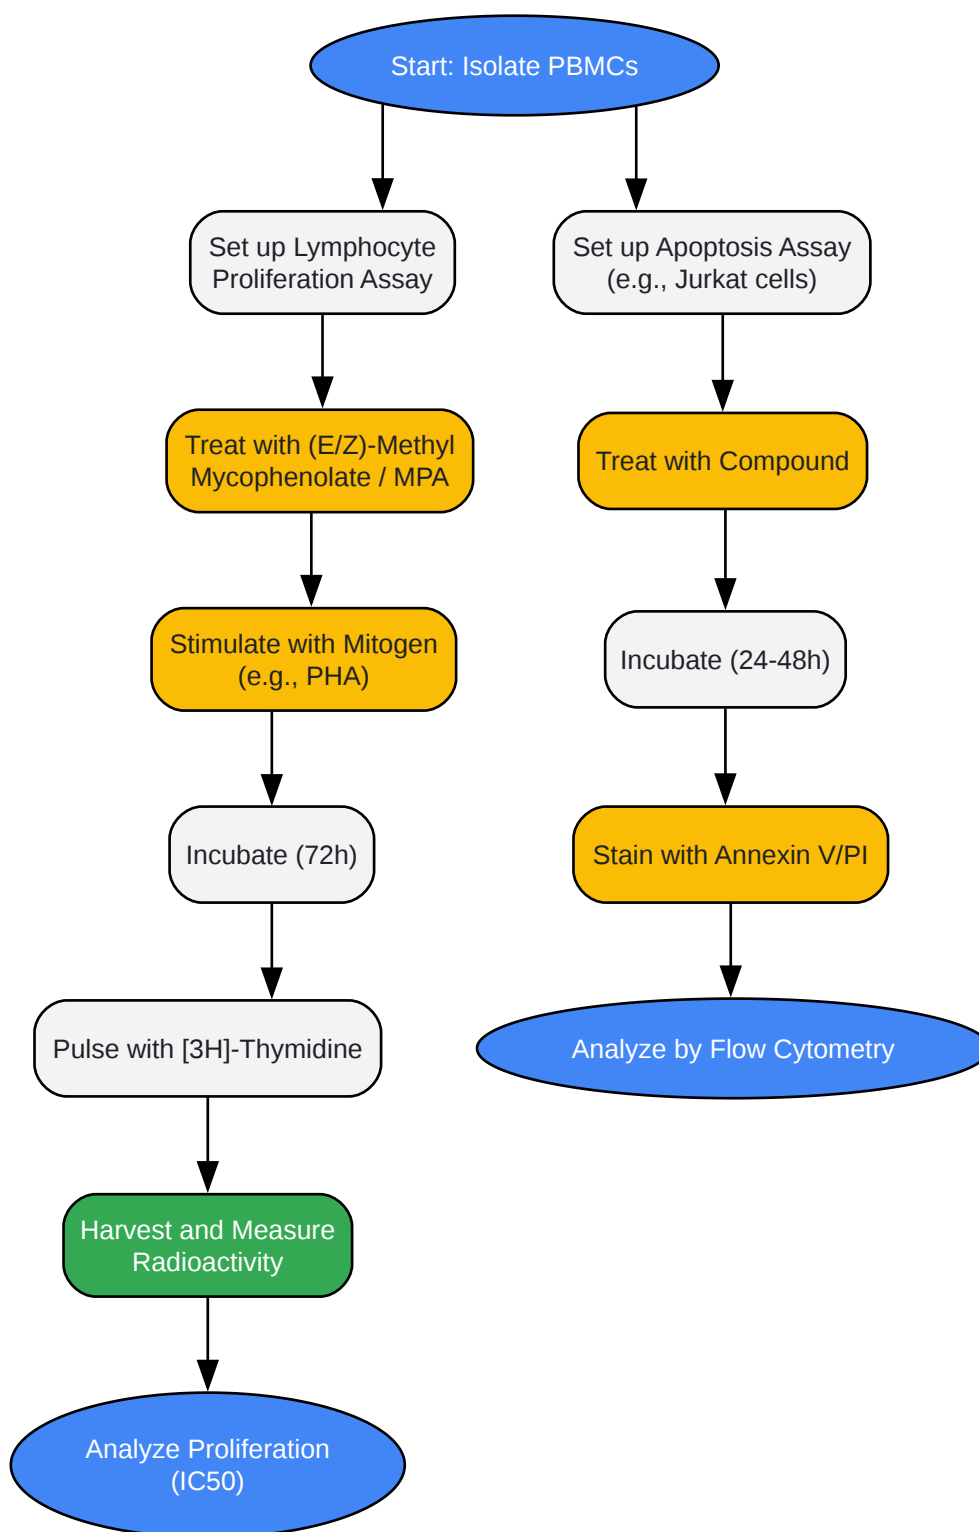 Start: Isolate PBMCs
Set up Lymphocyte
Proliferation Assay
Treat with (E/Z)-Methyl
Mycophenolate / MPA
Stimulate with Mitogen
(e.g., PHA)
Incubate (72h)
Pulse with [3H]-Thymidine
Harvest and Measure
Radioactivity
Analyze Proliferation
(IC50)
Set up Apoptosis Assay
(e.g., Jurkat cells)
Treat with Compound
Incubate (24-48h)
Stain with Annexin V/PI
Analyze by Flow Cytometry